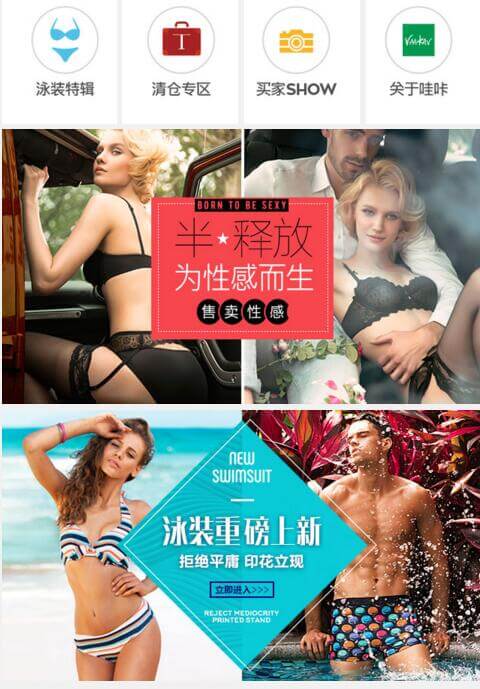 T
Vmkav
泳装特辑
清仓专区
买家SHOW
关于哇咔
BORN TO BE SEXY
半★释放
为性感而生
售卖性感
NEW
SWIMSUIT
泳装重磅上新
拒绝平庸 印花立现
立即进入>>>
REJECT MEDIOCRITY
PRINTED STAND